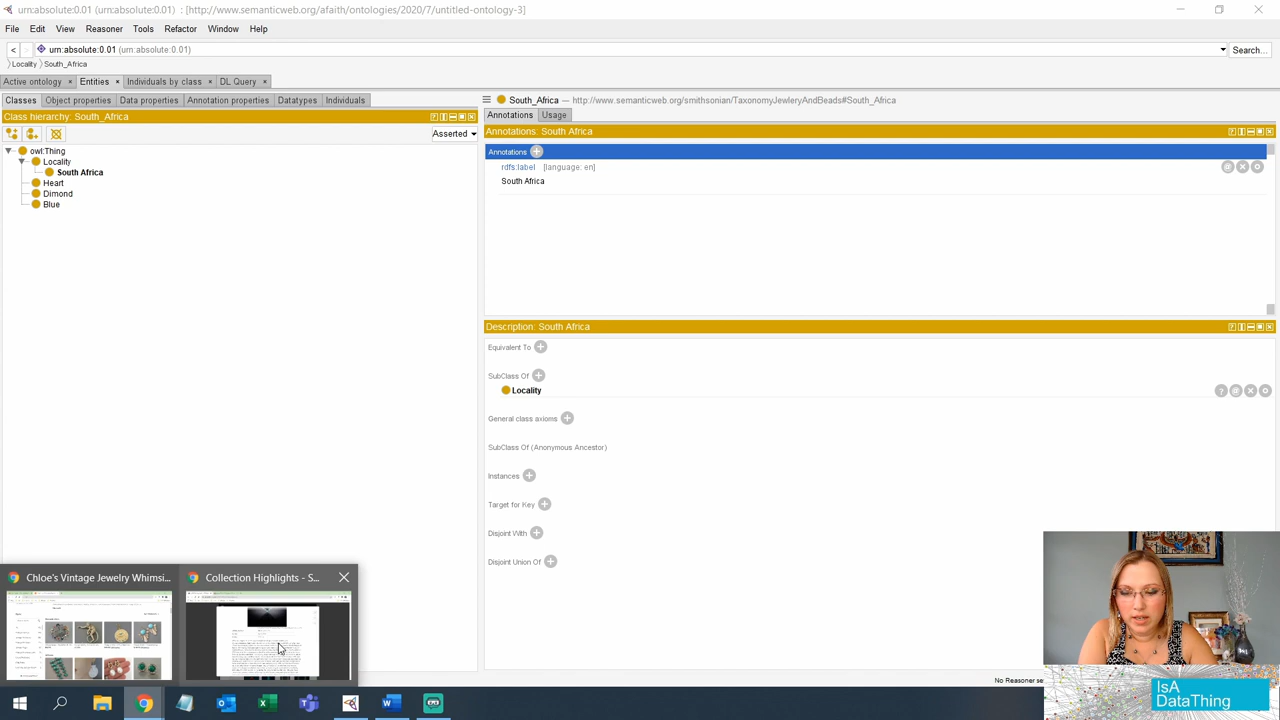 urn:absolute:0.01 (urn:absolute:0.01) : [http://www.semanticweb.org/afaith/ontologies/2020/7/untitled-ontology-3]
File Edit View Reasoner Tools Refactor Window Help
< > urn:absolute:0.01 (urn:absolute:0.01) Search...
Locality South_Africa
Active ontology × Entities × Individuals by class × DL Query ×
Classes Object properties Data properties Annotation properties Datatypes Individuals
Class hierarchy: South_Africa
Asserted
owl:Thing
Locality
South Africa
Heart
Dimond
Blue
South_Africa — http://www.semanticweb.org/smithsonian/TaxonomyJewleryAndBeads#South_Africa
Annotations Usage
Annotations: South Africa
Annotations
rdfs:label [language: en]
South Africa
Description: South Africa
Equivalent To
SubClass Of
Locality
General class axioms
SubClass Of (Anonymous Ancestor)
Instances
Target for Key
Disjoint With
Disjoint Union Of
Chloe's Vintage Jewelry Whimsi...
Collection Highlights - S...
No Reasoner se
IsA
DataThing